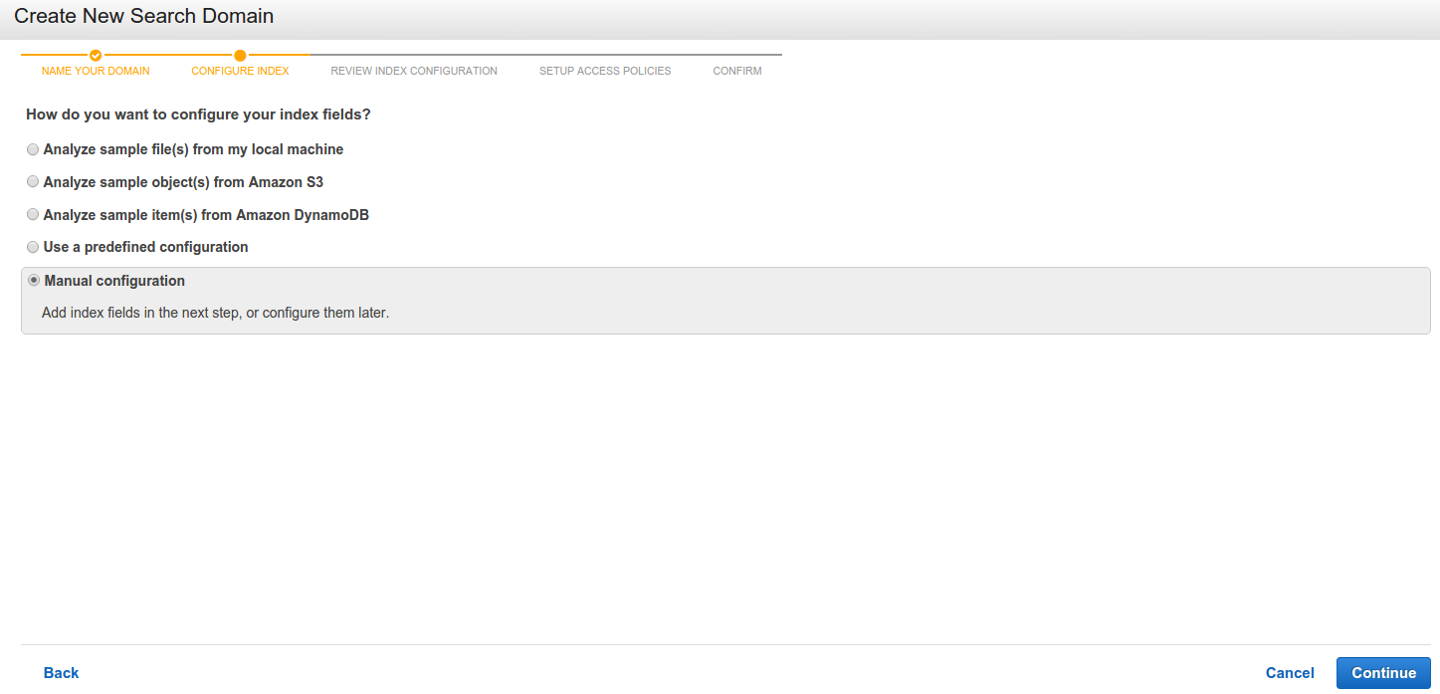 Create New Search Domain
NAME YOUR DOMAIN CONFIGURE INDEX REVIEW INDEX CONFIGURATION SETUP ACCESS POLICIES CONFIRM
How do you want to configure your index fields?
Analyze sample file(s) from my local machine
Analyze sample object(s) from Amazon S3
Analyze sample item(s) from Amazon DynamoDB
Use a predefined configuration
Manual configuration
Add index fields in the next step, or configure them later.
Back Cancel Continue